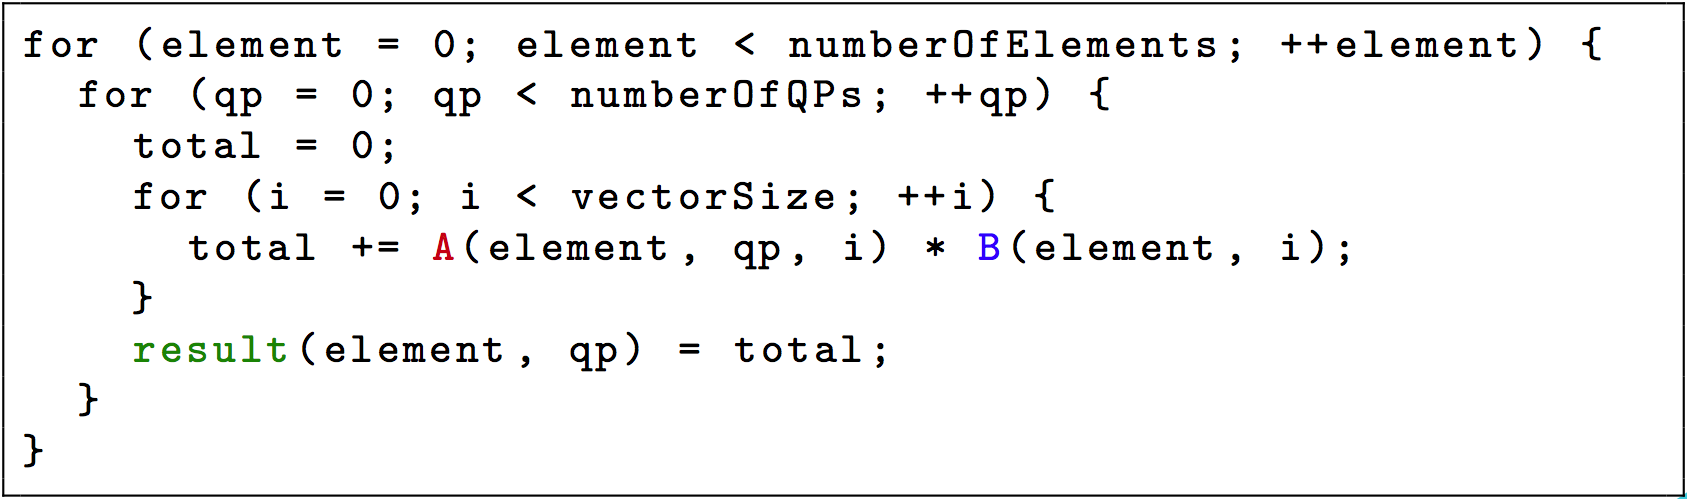 for (element = 0; element < numberOfElements; ++element) {
  for (qp = 0; qp < numberOfQPs; ++qp) {
    total = 0;
    for (i = 0; i < vectorSize; ++i) {
      total += A(element, qp, i) * B(element, i);
    }
    result(element, qp) = total;
  }
}